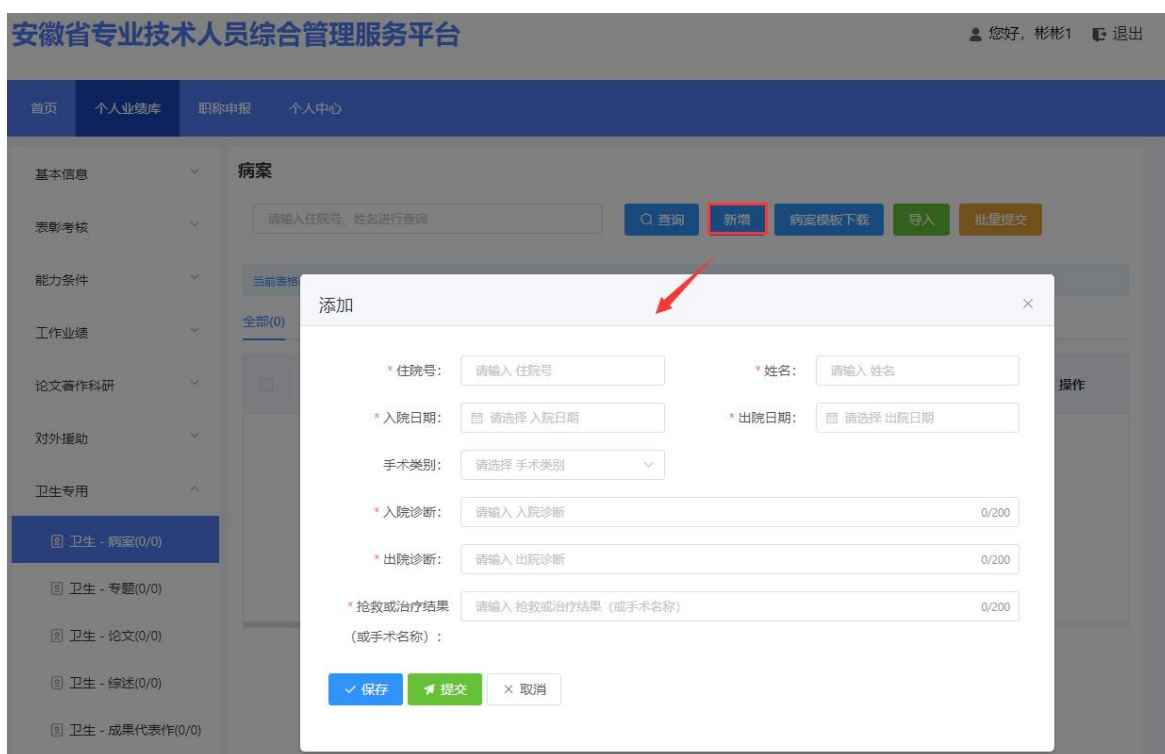 安徽省专业技术人员综合管理服务平台
您好，彬彬1 退出
首页 个人业绩库 职称申报 个人中心
基本信息
表彰考核
能力条件
工作业绩
论文著作科研
对外援助
卫生专用
卫生 - 病案(0/0)
卫生 - 专题(0/0)
卫生 - 论文(0/0)
卫生 - 综述(0/0)
卫生 - 成果代表作(0/0)
病案
请输入住院号、姓名进行查询 查询 新增 病案模板下载 导入 批量提交
当前表格
全部(0)
操作
添加
*住院号： 请输入 住院号 *姓名： 请输入 姓名
*入院日期： 请选择 入院日期 *出院日期： 请选择 出院日期
手术类别： 请选择 手术类别
*入院诊断： 请输入 入院诊断 0/200
*出院诊断： 请输入 出院诊断 0/200
*抢救或治疗结果 请输入 抢救或治疗结果（或手术名称） 0/200
（或手术名称）:
保存 提交 取消